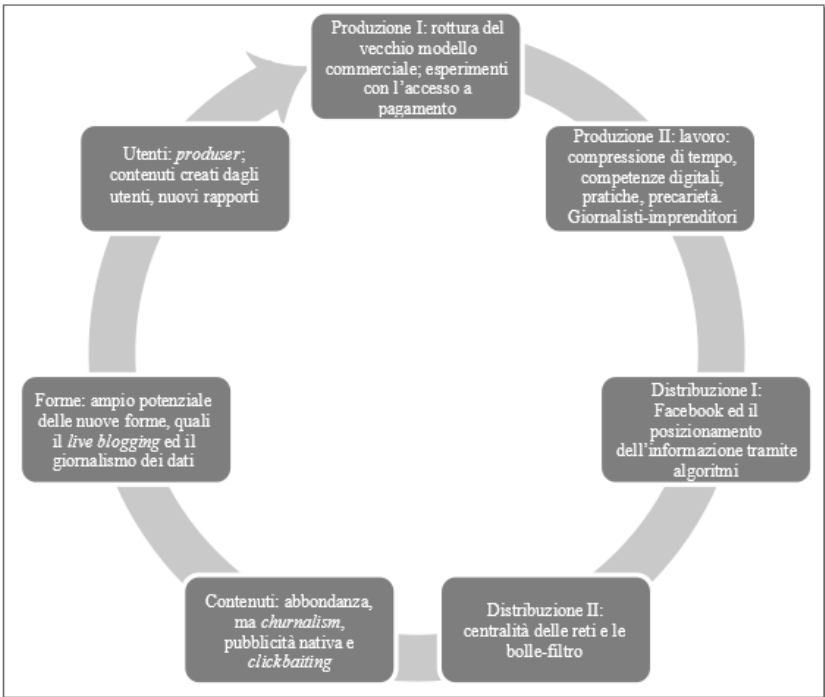 Produzione I: rottura del
vecchio modello
commerciale; esperimenti
con l’accesso a
pagamento
Produzione II: lavoro:
compressione di tempo,
competenze digitali,
pratiche, precarietà.
Giornalisti-imprenditori
Distribuzione I:
Facebook ed il
posizionamento
dell’informazione tramite
algoritmi
Distribuzione II:
centralità delle reti e le
bolle-filtro
Contenuti: abbondanza,
ma churnalism,
pubblicità nativa e
clickbaiting
Forme: ampio potenziale
delle nuove forme, quali
il live blogging ed il
giornalismo dei dati
Utenti: produser;
contenuti creati dagli
utenti, nuovi rapporti